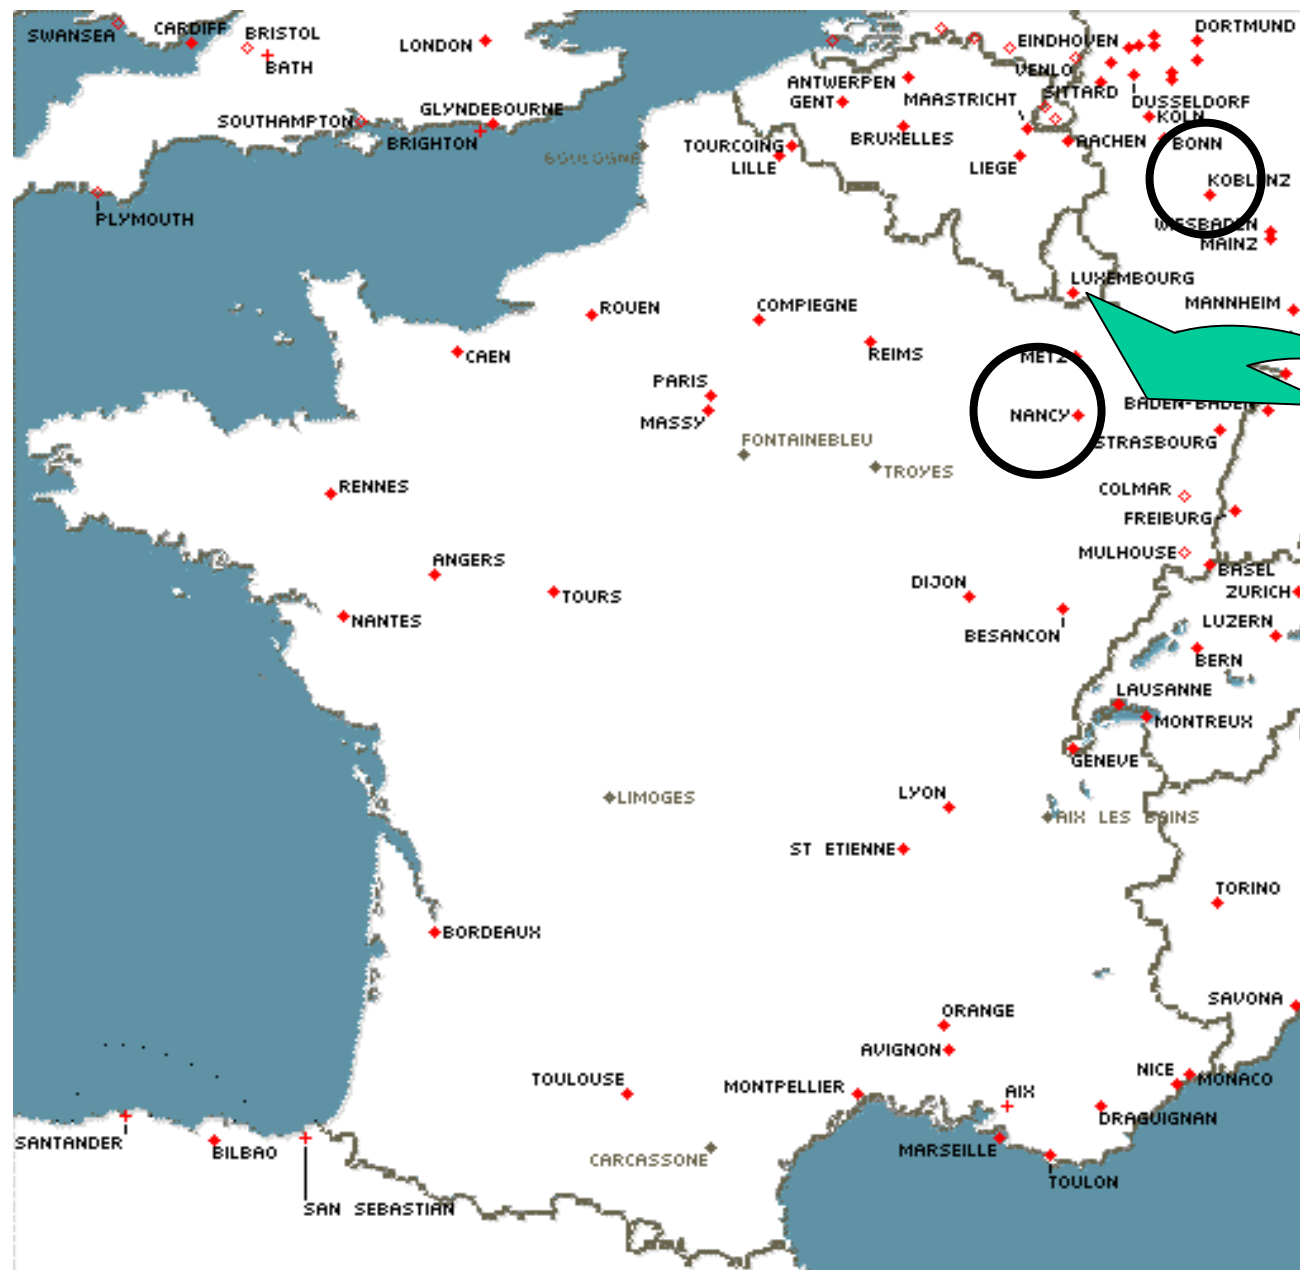 SWANSEA
CARDIFF
BRISTOL
BATH
LONDON
EINDHOVEN
DORTMUND
VENLO
ANTWERPEN
SITTARD
GENT
MAASTRICHT
DUSSELDORF
GLYNDEBOURNE
KOLN
SOUTHAMPTON
BRIGHTON
BRUXELLES
AACHEN
BONN
BOULOGNE
TOURCOING
LILLE
LIEGE
KOBLENZ
PLYMOUTH
WIESBADEN
MAINZ
LUXEMBOURG
MANNHEIM
ROUEN
COMPIEGNE
CAEN
REIMS
METZ
PARIS
MASSY
NANCY
BADEN-BADEN
FONTAINEBLEU
STRASBOURG
TROYES
RENNES
COLMAR
FREIBURG
ANGERS
MULHOUSE
BASEL
DIJON
TOURS
ZURICH
NANTES
BESANCON
LUZERN
BERN
LAUSANNE
MONTREUX
GENEVE
LIMOGES
LYON
AIX LES BAINS
ST ETIENNE
TORINO
BORDEAUX
SAVONA
ORANGE
AVIGNON
TOULOUSE
MONTPELLIER
AIX
NICE
MONACO
DRAGUIGNAN
SANTANDER
BILBAO
CARCASSONE
MARSEILLE
TOULON
SAN SEBASTIAN